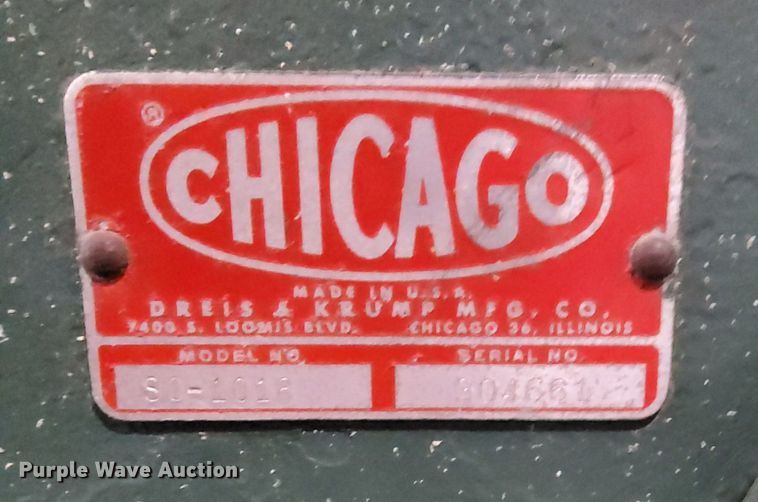 ®
CHICAGO
MADE IN U.S.A.
DREIS & KRUMP MFG. CO.
7400 S. LOOMIS BLVD. CHICAGO 36, ILLINOIS
MODEL NO. SERIAL NO.
Purple Wave Auction